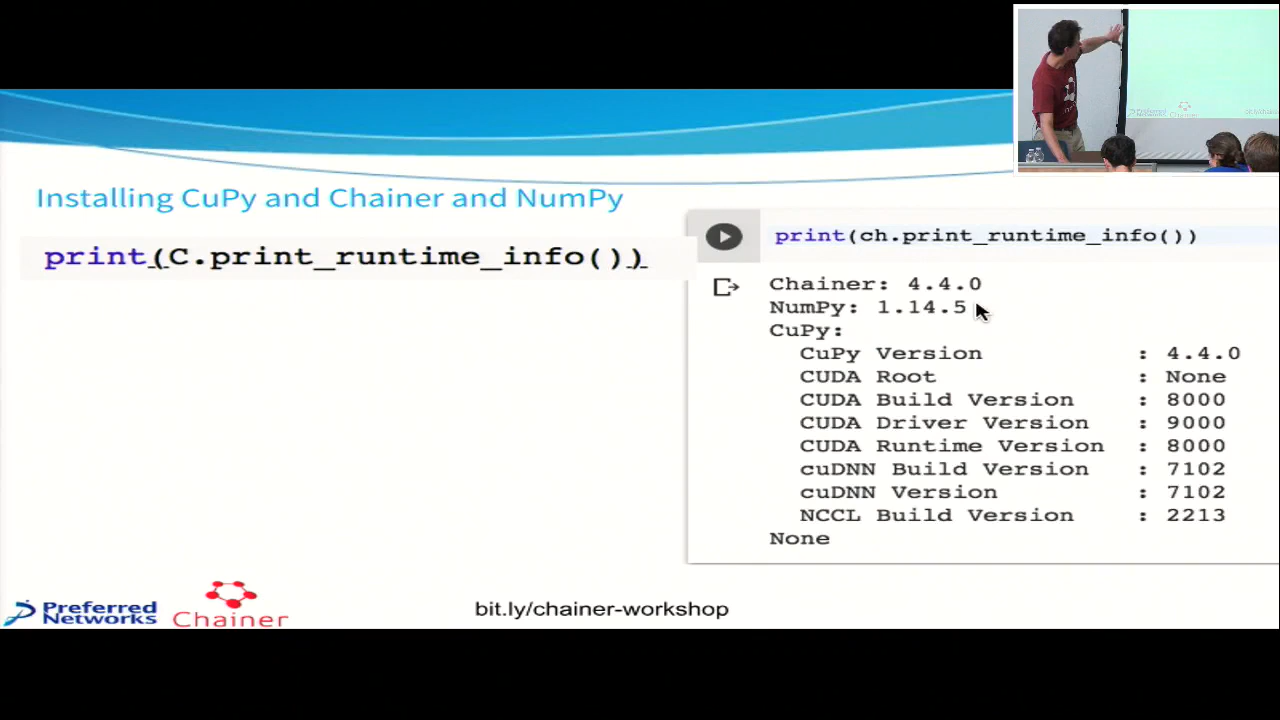 Installing CuPy and Chainer and NumPy
print(C.print_runtime_info())
print(ch.print_runtime_info())
Chainer: 4.4.0
NumPy: 1.14.5
CuPy:
CuPy Version : 4.4.0
CUDA Root : None
CUDA Build Version : 8000
CUDA Driver Version : 9000
CUDA Runtime Version : 8000
cuDNN Build Version : 7102
cuDNN Version : 7102
NCCL Build Version : 2213
None
Preferred
Networks
Chainer
bit.ly/chainer-workshop
Preferred
Networks
Chainer